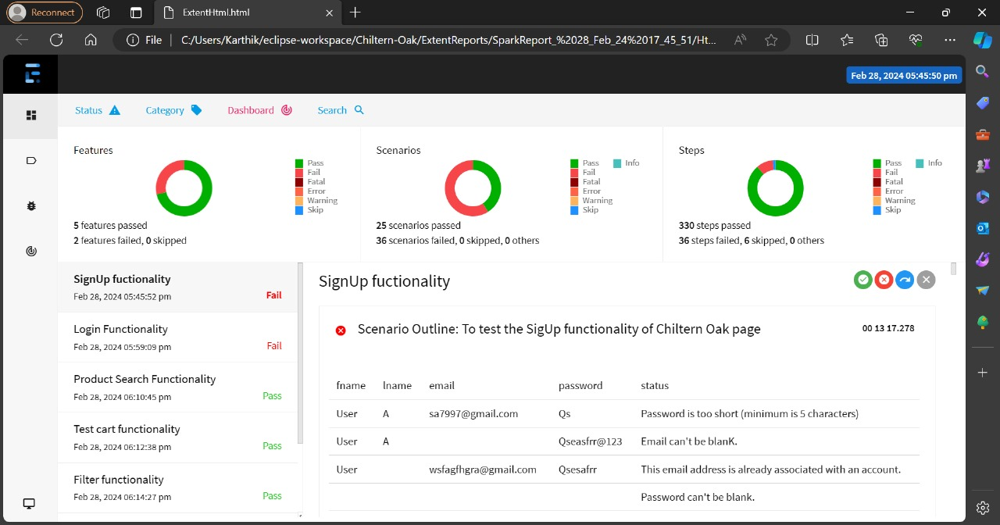 Reconnect
ExtentHtml.html
File
C:/Users/Karthik/eclipse-workspace/Chiltern-Oak/ExtentReports/SparkReport_%2028_Feb_24%2017_45_51/Ht...
Feb 28, 2024 05:45:50 pm
Status Category Dashboard Search
Features
Pass
Fail
Fatal
Error
Warning
Skip
5 features passed
2 features failed, 0 skipped
Scenarios
Pass Info
Fail
Fatal
Error
Warning
Skip
25 scenarios passed
36 scenarios failed, 0 skipped, 0 others
Steps
Pass Info
Fail
Fatal
Error
Warning
Skip
330 steps passed
36 steps failed, 6 skipped, 0 others
SignUp fuctionality
Feb 28, 2024 05:45:52 pm Fail
Login Functionality
Feb 28, 2024 05:59:09 pm Fail
Product Search Functionality
Feb 28, 2024 06:10:45 pm Pass
Test cart functionality
Feb 28, 2024 06:12:38 pm Pass
Filter functionality
Feb 28, 2024 06:14:27 pm Pass
SignUp fuctionality
Scenario Outline: To test the SigUp functionality of Chiltern Oak page 00 13 17.278
fname lname email password status
User A sa7997@gmail.com Qs Password is too short (minimum is 5 characters)
User A Qseasfrr@123 Email can't be blanK.
User wsfagfhgra@gmail.com Qsesafrr This email address is already associated with an account.
Password can't be blank.